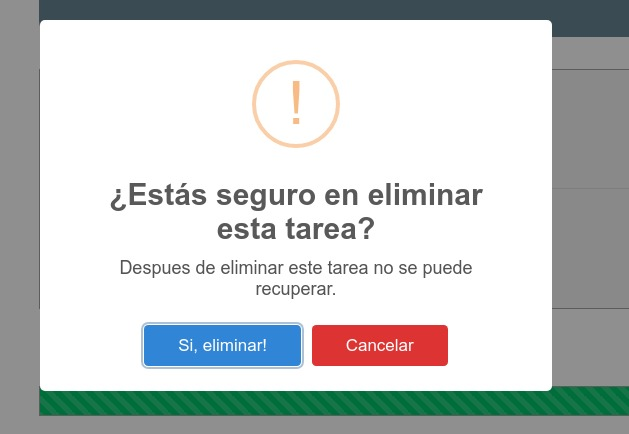 !
¿Estás seguro en eliminar
esta tarea?
Despues de eliminar este tarea no se puede
recuperar.
Si, eliminar!
Cancelar